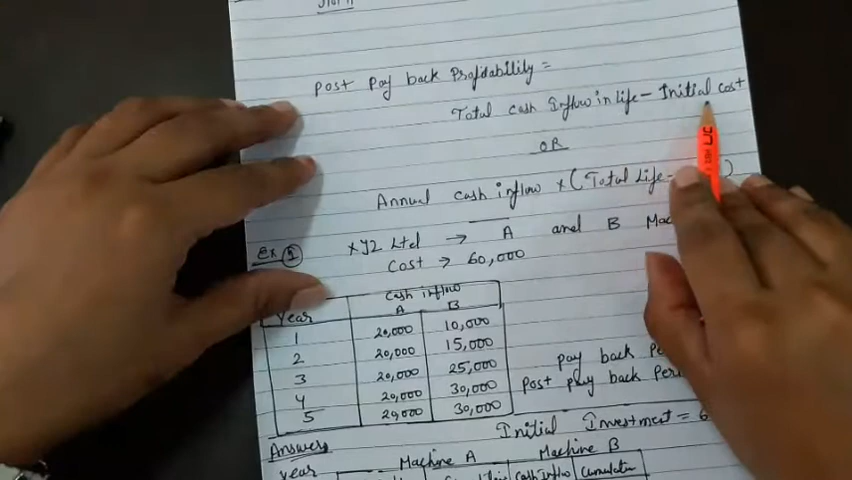 Post Pay back Profitability =
Total cash Inflow in life - Initial cost
OR
Annual cash inflow x (Total Life - )
Ex 1 XYZ Ltd → A and B
Cost → 60,000
Cash inflow
Year A B
1 20,000 10,000
2 20,000 15,000
3 20,000 25,000
4 20,000 30,000
5 20,000 30,000
pay back
Post pay back
Initial Investment =
Answer
Machine A Machine B
year cash inflo cumulative